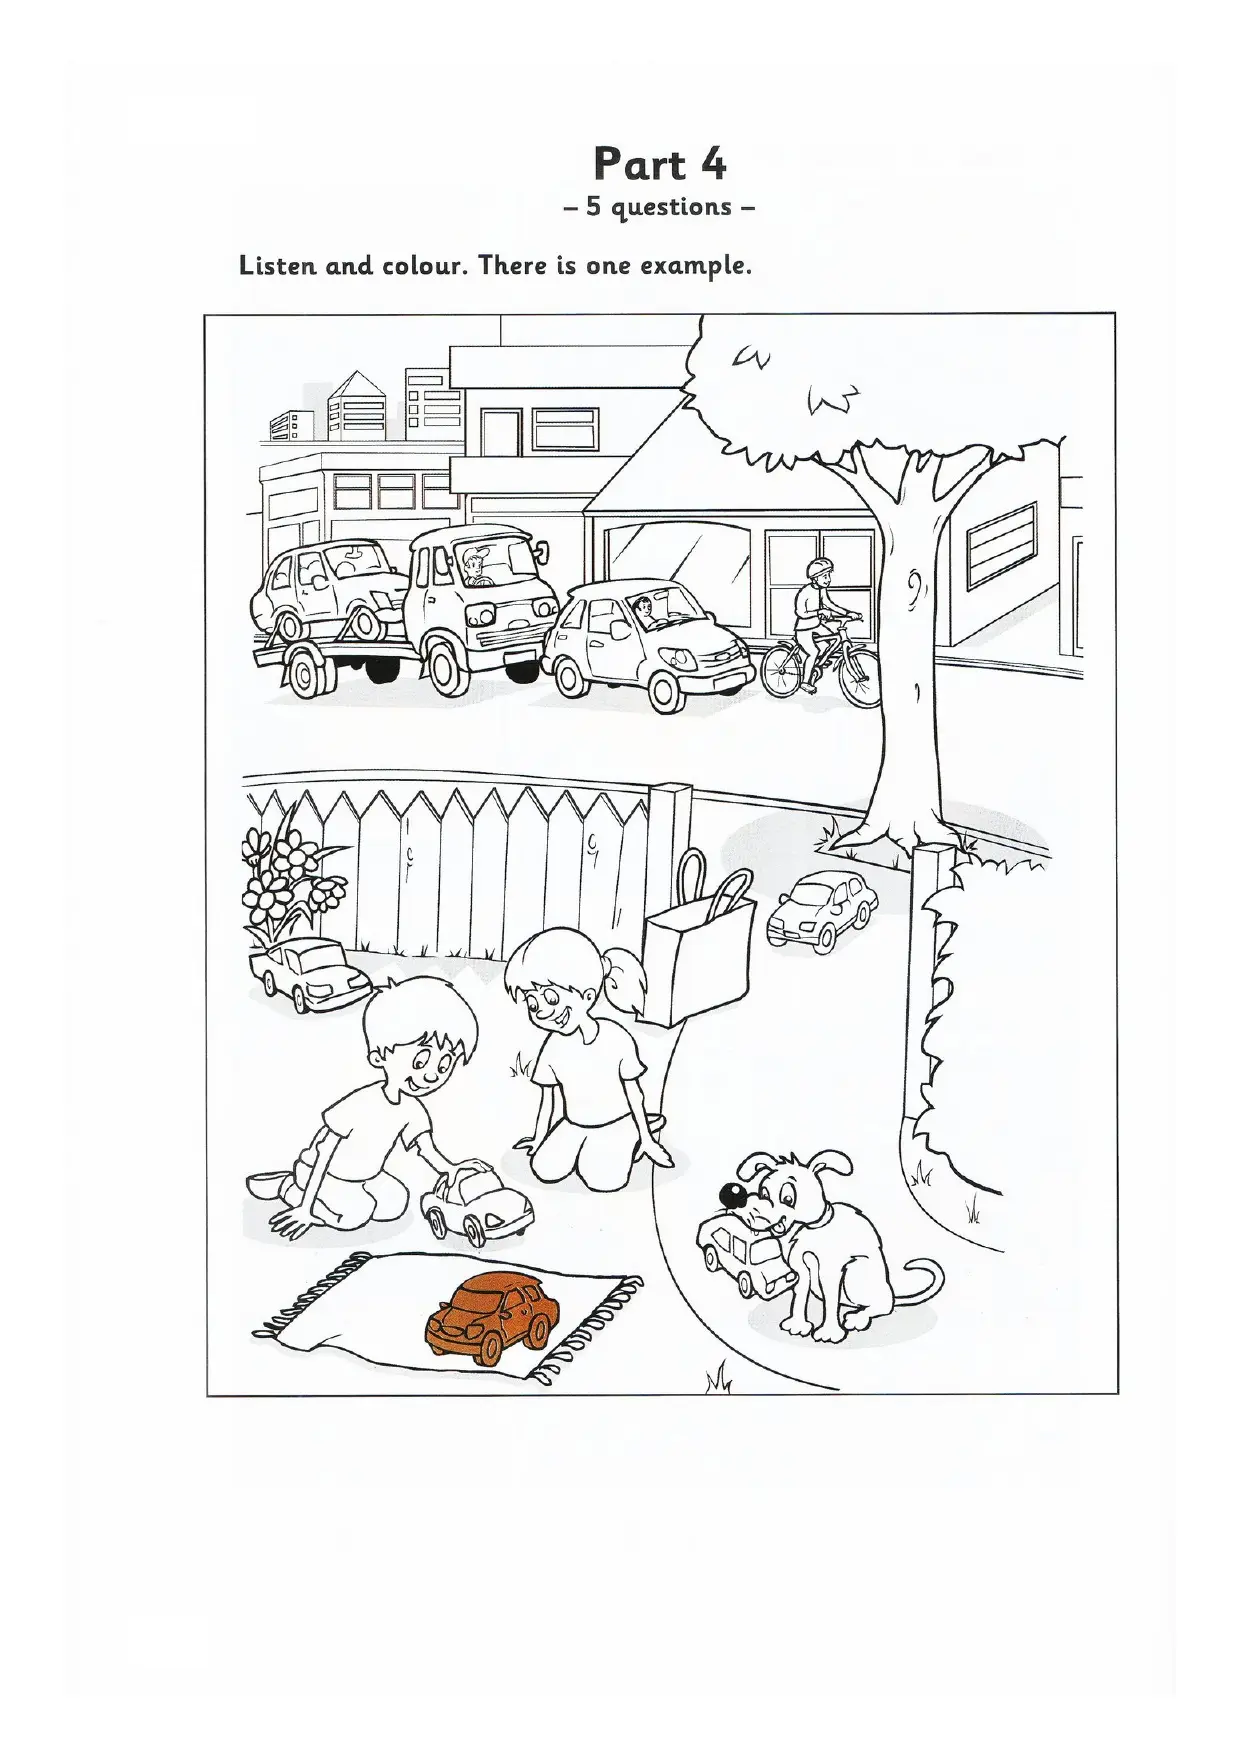 Part 4
– 5 questions –
Listen and colour. There is one example.